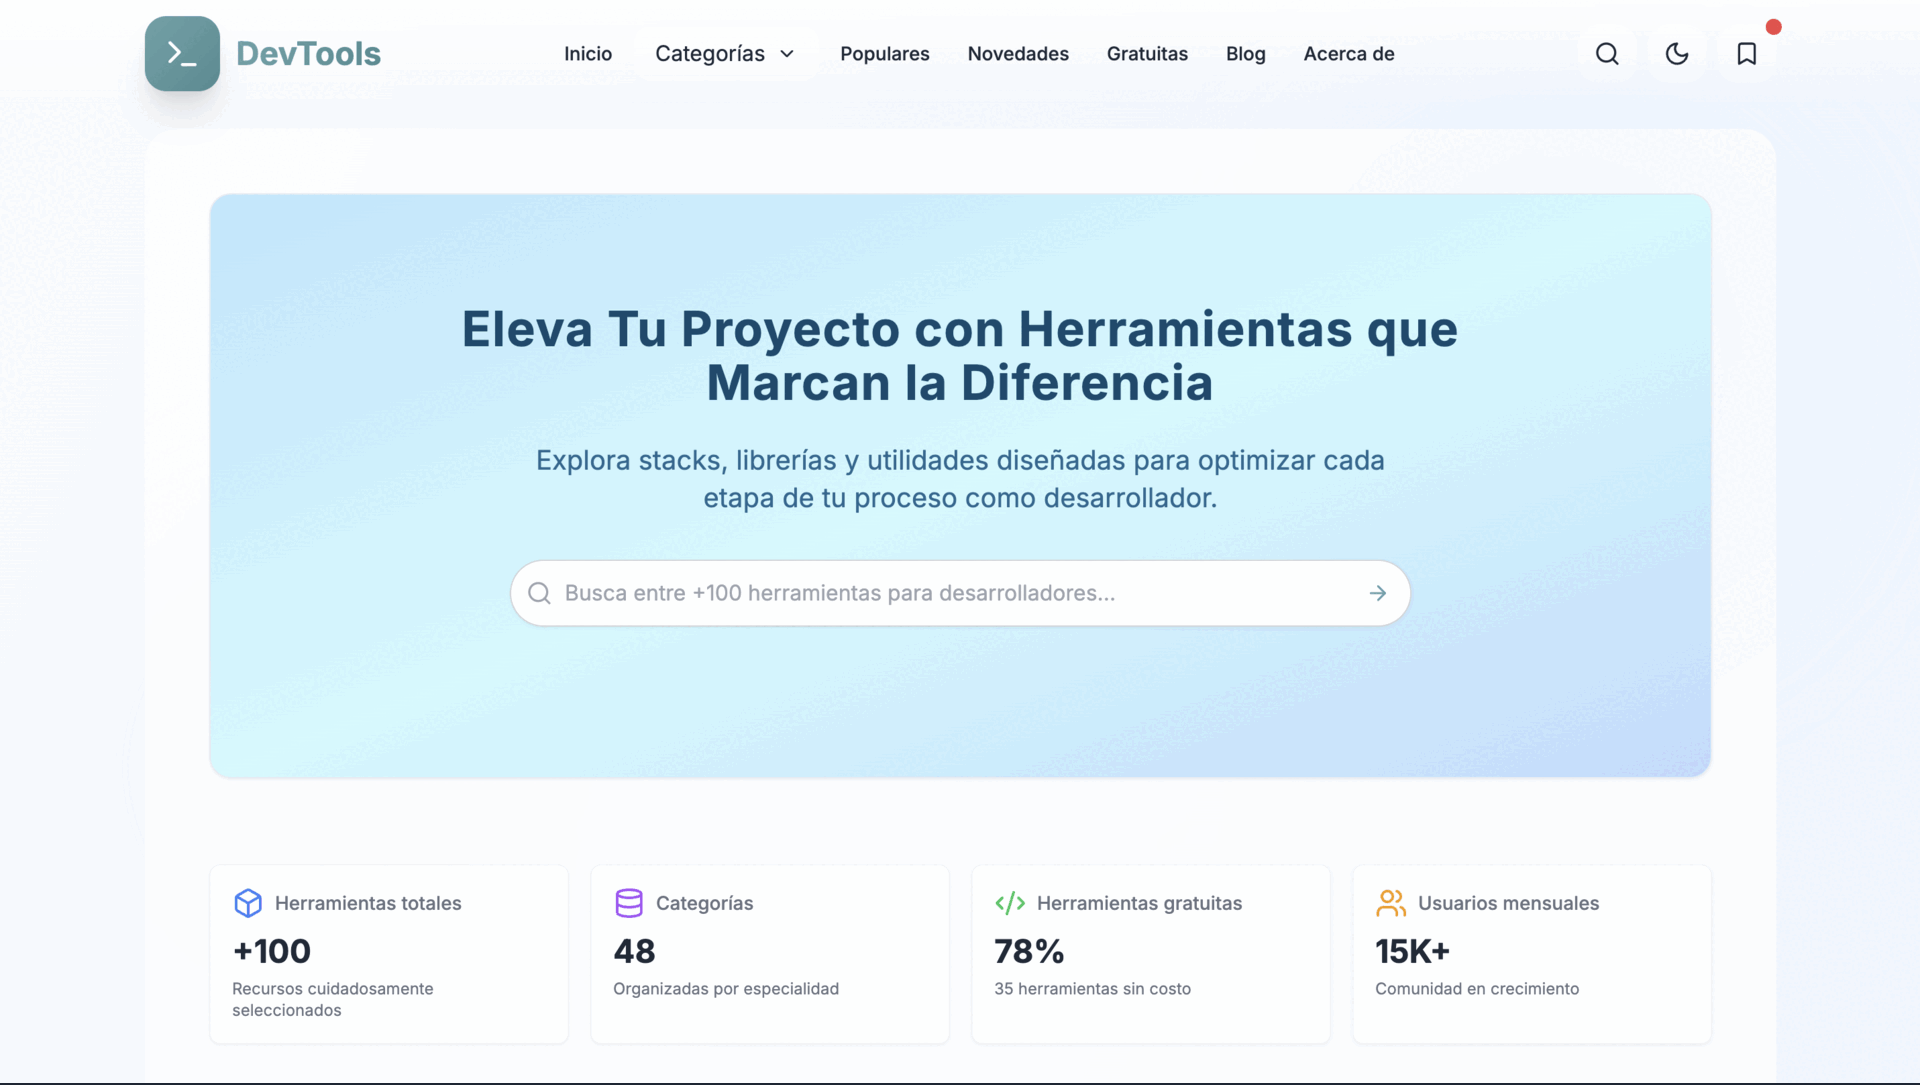 DevTools
Inicio
Categorías
Populares
Novedades
Gratuitas
Blog
Acerca de
Eleva Tu Proyecto con Herramientas que
Marcan la Diferencia
Explora stacks, librerías y utilidades diseñadas para optimizar cada
etapa de tu proceso como desarrollador.
Busca entre +100 herramientas para desarrolladores...
Herramientas totales
+100
Recursos cuidadosamente
seleccionados
Categorías
48
Organizadas por especialidad
Herramientas gratuitas
78%
35 herramientas sin costo
Usuarios mensuales
15K+
Comunidad en crecimiento